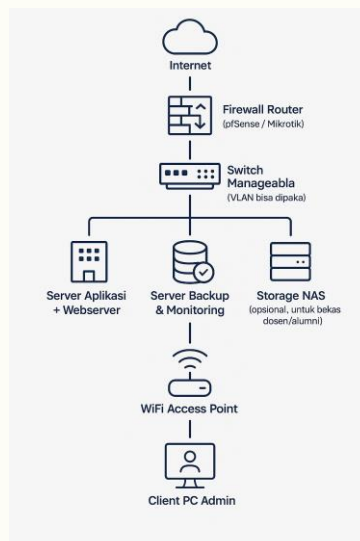 Internet
Firewall Router
(pfSense / Mikrotik)
Switch
Manageabla
(VLAN bisa dipaka)
Server Aplikasi
+ Webserver
Server Backup
& Monitoring
Storage NAS
(opsional, untuk bekas
dosen/alumni)
WiFi Access Point
Client PC Admin